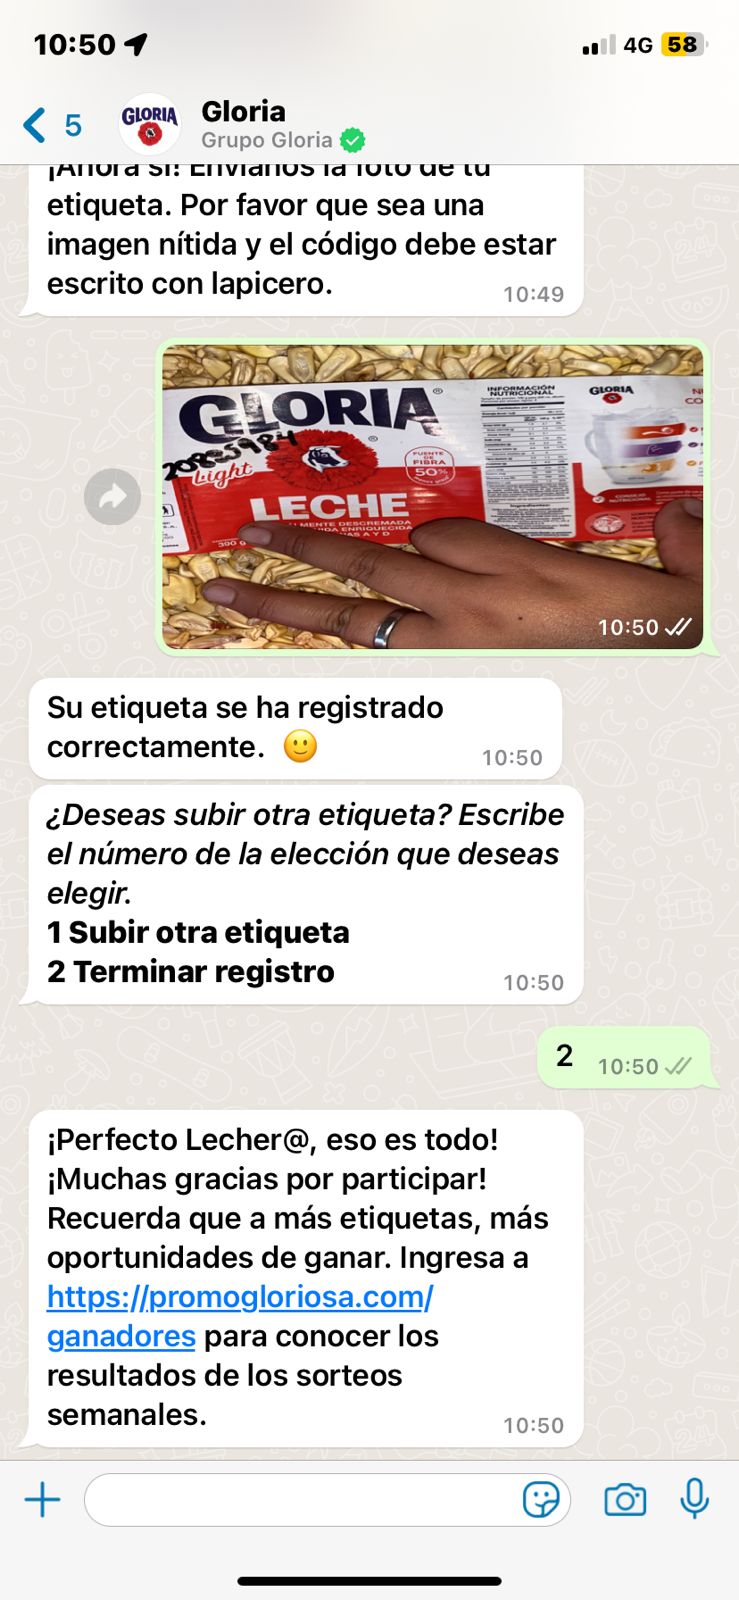 10:50
4G 58
5
GLORIA
Gloria
Grupo Gloria
¡Ahora sí! Envíanos la foto de tu
etiqueta. Por favor que sea una
imagen nítida y el código debe estar
escrito con lapicero.
10:49
GLORIA
®
Light
LECHE
FUENTE
DE
FIBRA
50%
MENTE DESCREMADA
ENRIQUECIDA
A Y D
INFORMACIÓN
NUTRICIONAL
Ingredientes:
GLORIA
10:50
Su etiqueta se ha registrado
correctamente. 🙂
10:50
¿Deseas subir otra etiqueta? Escribe
el número de la elección que deseas
elegir.
1 Subir otra etiqueta
2 Terminar registro
10:50
2
10:50
¡Perfecto Lecher@, eso es todo!
¡Muchas gracias por participar!
Recuerda que a más etiquetas, más
oportunidades de ganar. Ingresa a
https://promogloriosa.com/
ganadores para conocer los
resultados de los sorteos
semanales.
10:50